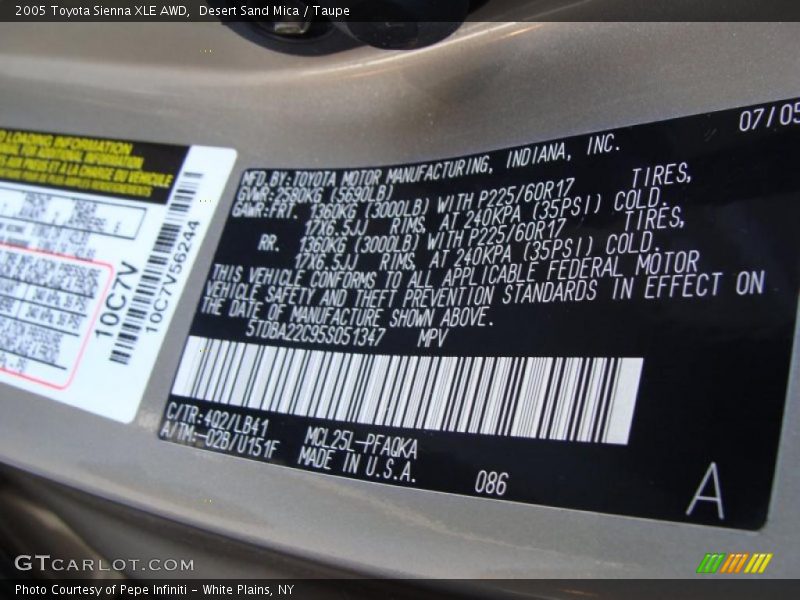 2005 Toyota Sienna XLE AWD,  Desert Sand Mica / Taupe
LOADING INFORMATION
10C7V
10C7V56244
07/05
MFD. BY: TOYOTA MOTOR MANUFACTURING, INDIANA, INC.
GVWR: 2580KG (5690LB)
GAWR: FRT. 1360KG (3000LB) WITH P225/60R17 TIRES,
17X6.5JJ RIMS, AT 240KPA (35PSI) COLD.
RR. 1360KG (3000LB) WITH P225/60R17 TIRES,
17X6.5JJ RIMS, AT 240KPA (35PSI) COLD.
THIS VEHICLE CONFORMS TO ALL APPLICABLE FEDERAL MOTOR
VEHICLE SAFETY AND THEFT PREVENTION STANDARDS IN EFFECT ON
THE DATE OF MANUFACTURE SHOWN ABOVE.
5TDBA22C95S051347 MPV
C/TR: 4Q2/LB41
A/TM: -02B/U151F
MCL25L-PFAQKA
MADE IN U.S.A.
086
A
GTCARLOT.COM
Photo Courtesy of Pepe Infiniti - White Plains, NY